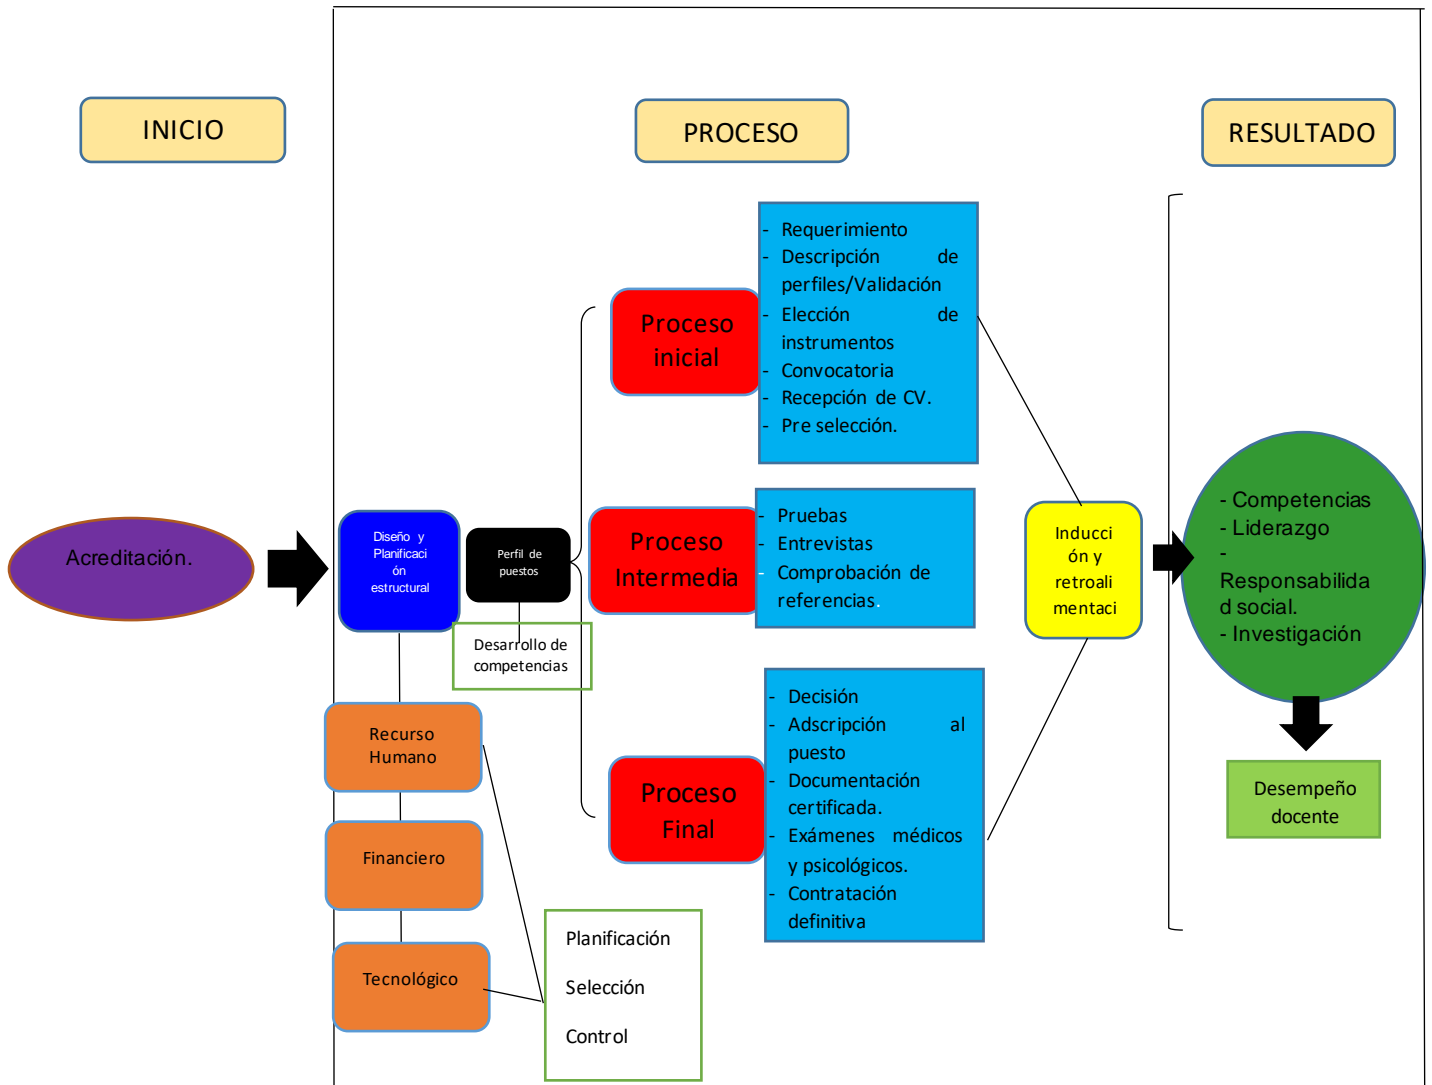 INICIO
PROCESO
RESULTADO
Acreditación.
Diseño y
Planificaci
ón
estructural
Perfil de
puestos
Desarrollo de
competencias
Recurso
Humano
Financiero
Tecnológico
Planificación
Selección
Control
Proceso
inicial
- Requerimiento
- Descripción de
perfiles/Validación
- Elección de
instrumentos
- Convocatoria
- Recepción de CV.
- Pre selección.
Proceso
Intermedia
- Pruebas
- Entrevistas
- Comprobación de
referencias.
Proceso
Final
- Decisión
- Adscripción al
puesto
- Documentación
certificada.
- Exámenes médicos
y psicológicos.
- Contratación
definitiva
Inducci
ón y
retroali
mentaci
- Competencias
- Liderazgo
-
Responsabilida
d social.
- Investigación
Desempeño
docente